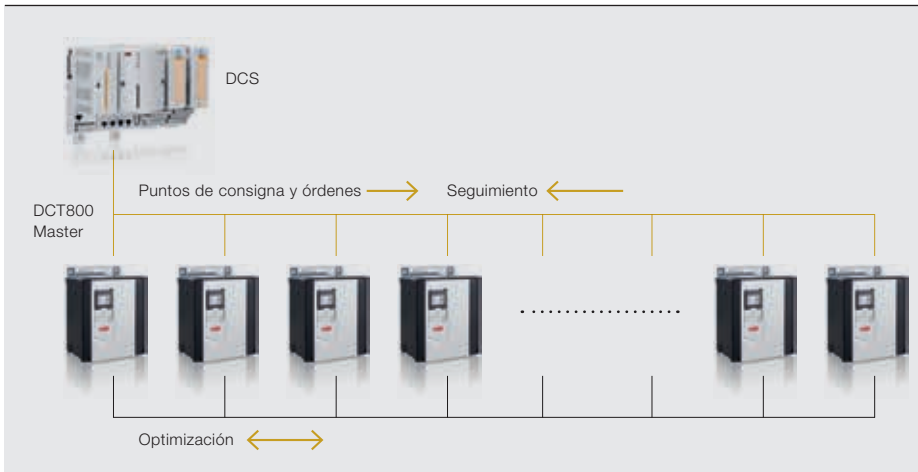 DCS
Puntos de consigna y órdenes
Seguimiento
DCT800
Master
Optimización